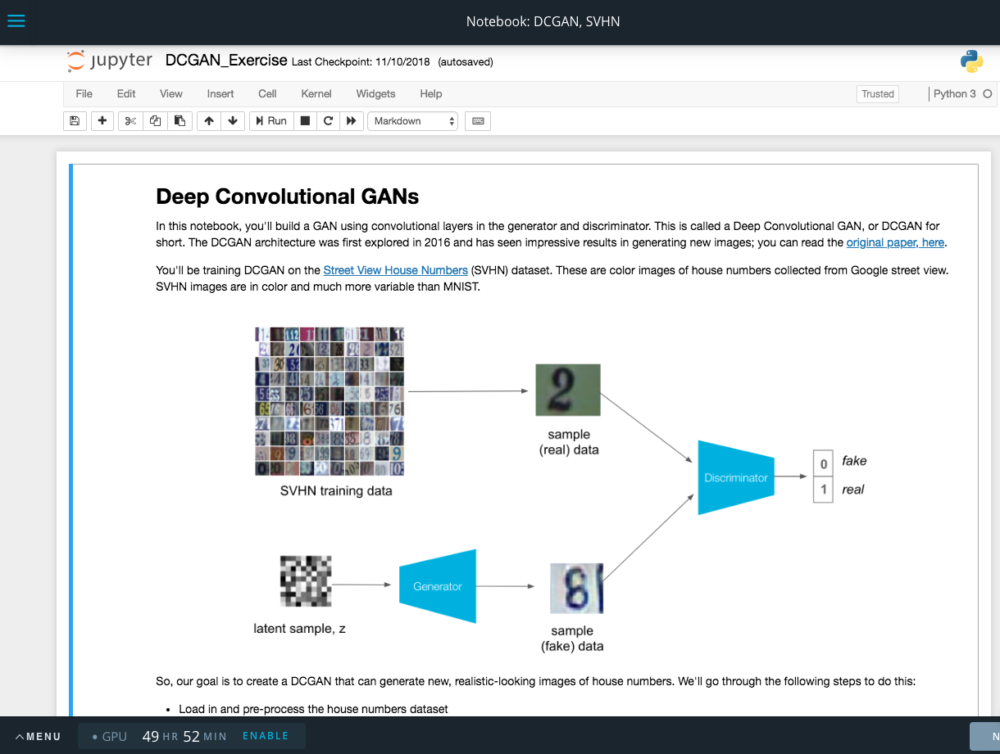 Notebook: DCGAN, SVHN
jupyter DCGAN_Exercise Last Checkpoint: 11/10/2018 (autosaved)
File Edit View Insert Cell Kernel Widgets Help Trusted Python 3
Run Markdown
Deep Convolutional GANs
In this notebook, you'll build a GAN using convolutional layers in the generator and discriminator. This is called a Deep Convolutional GAN, or DCGAN for
short. The DCGAN architecture was first explored in 2016 and has seen impressive results in generating new images; you can read the original paper, here.
You'll be training DCGAN on the Street View House Numbers (SVHN) dataset. These are color images of house numbers collected from Google street view.
SVHN images are in color and much more variable than MNIST.
2
sample
(real) data
SVHN training data
Discriminator
0 fake
1 real
latent sample, z
Generator
8
sample
(fake) data
So, our goal is to create a DCGAN that can generate new, realistic-looking images of house numbers. We'll go through the following steps to do this:
• Load in and pre-process the house numbers dataset
MENU • GPU 49 HR 52 MIN ENABLE N